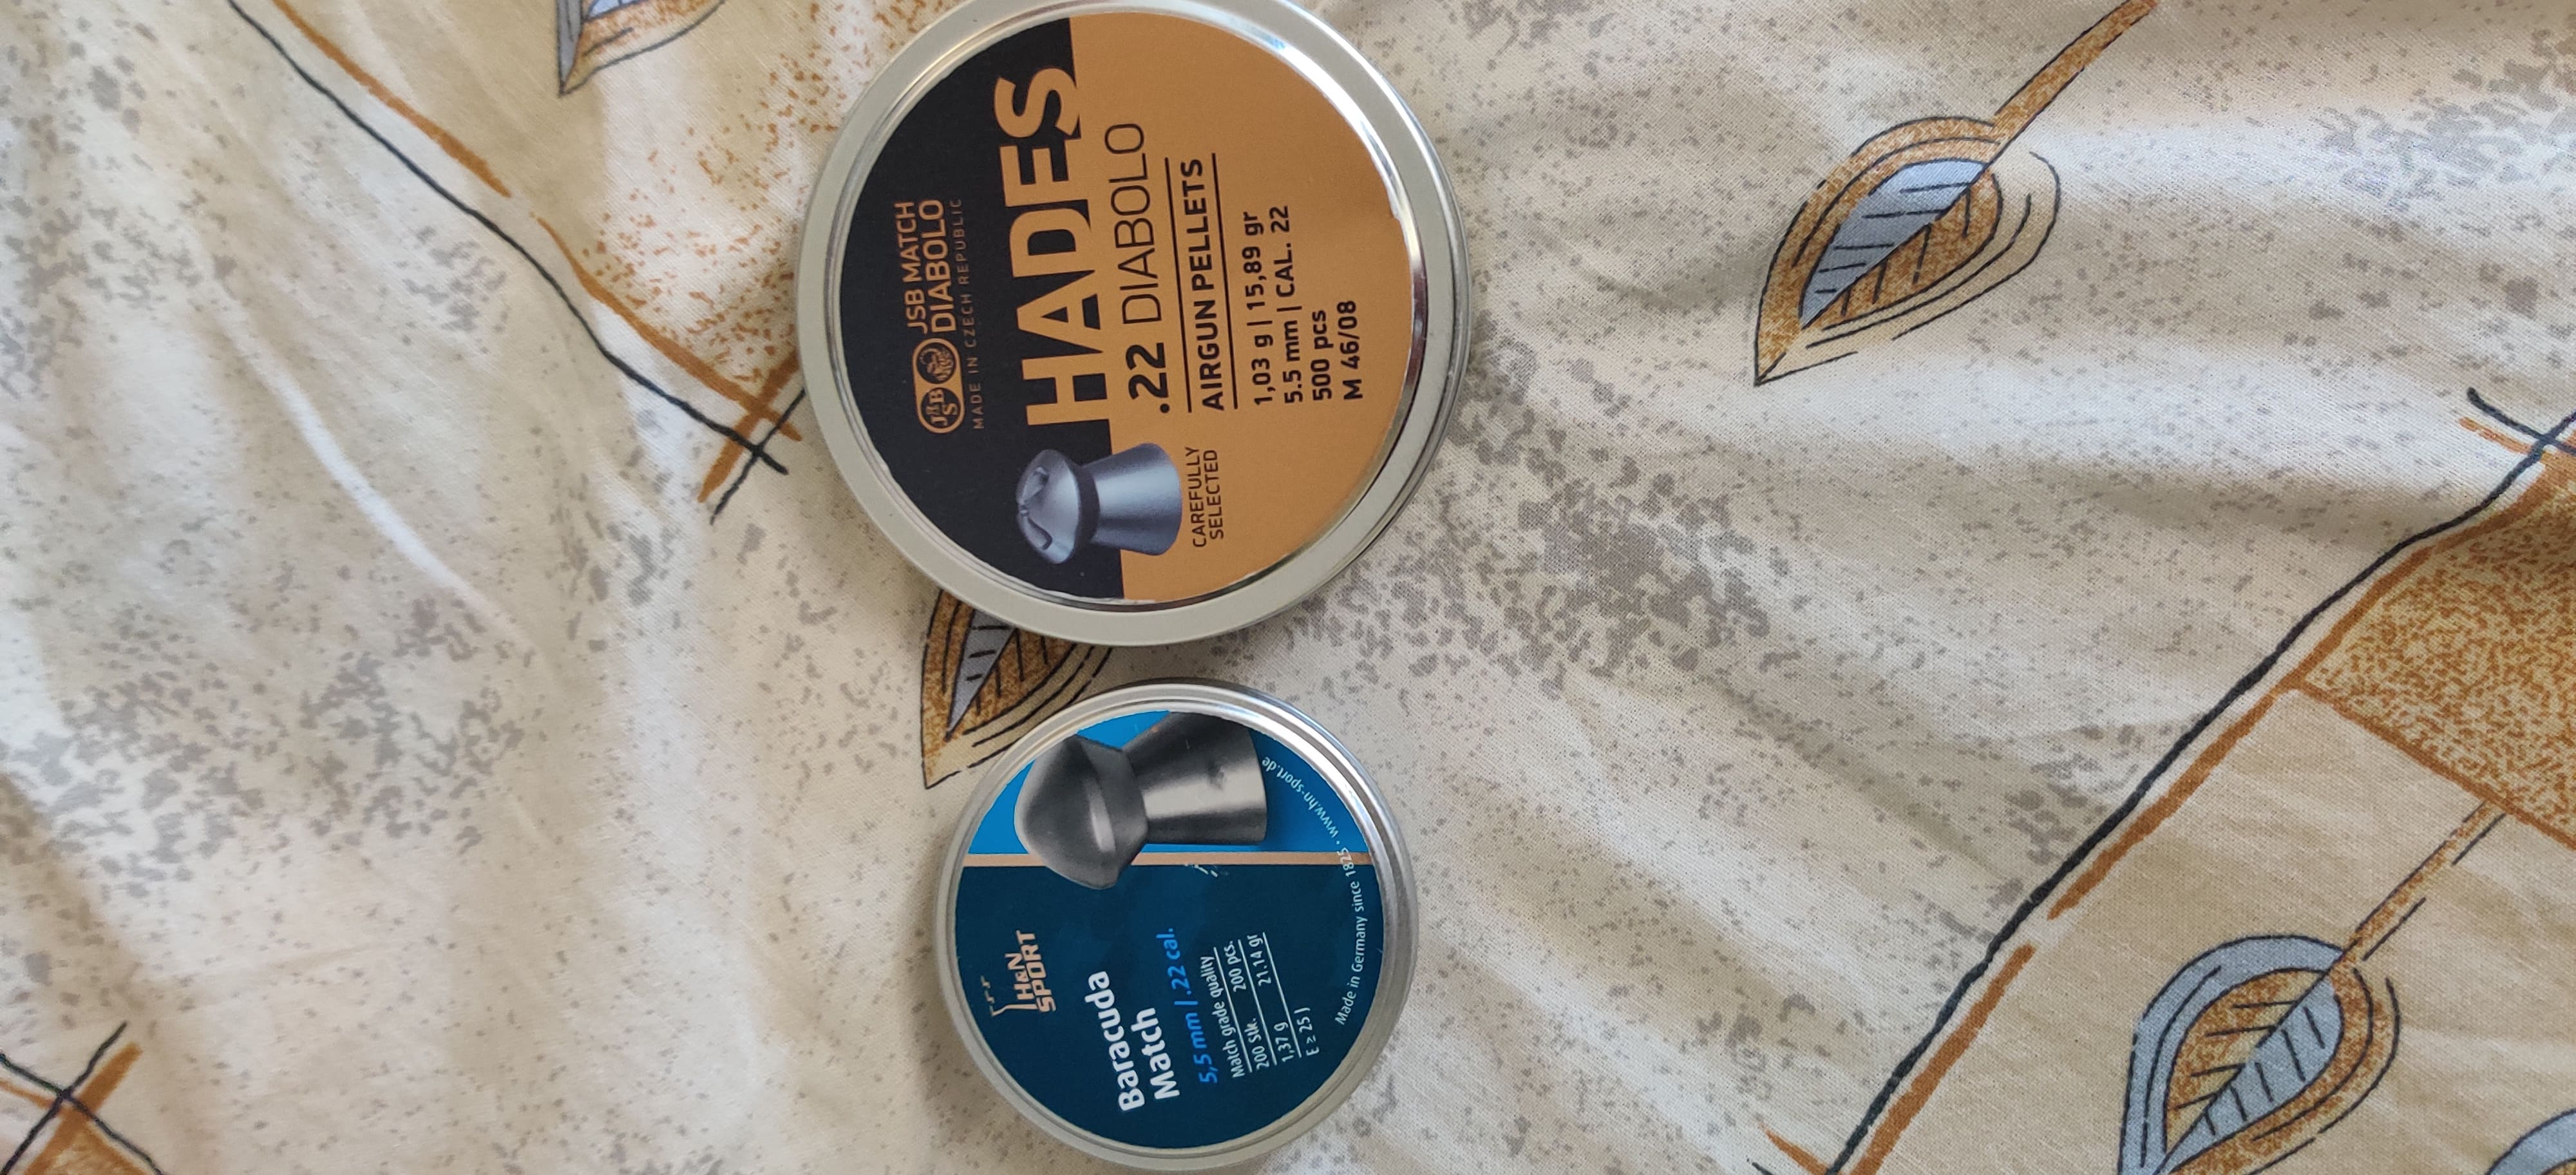 JSB
JSB MATCH
DIABOLO
MADE IN CZECH REPUBLIC
HADES
.22 DIABOLO
AIRGUN PELLETS
CAREFULLY
SELECTED
1,03 g | 15,89 gr
5.5 mm | CAL. 22
500 pcs
M 46/08
H&N
SPORT
Baracuda
Match
5,5 mm | .22 cal.
Match grade quality
200 Stk. 200 pcs.
1,37 g 21.14 gr
E ≥ 25 J
Made in Germany since 1825 • www.hn-sport.de